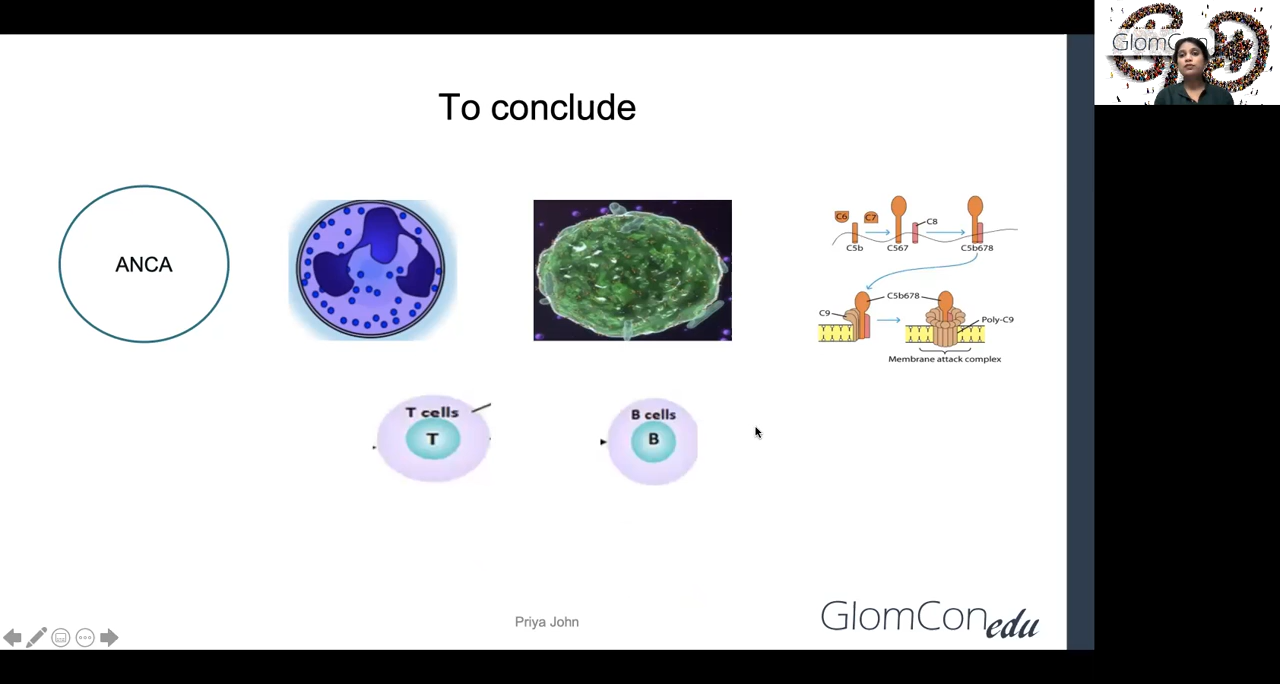 GlomCon
To conclude
ANCA
C6
C7
C8
C5b
C567
C5b678
C5b678
C9
Poly-C9
Membrane attack complex
T cells
T
B cells
B
Priya John
GlomCon edu